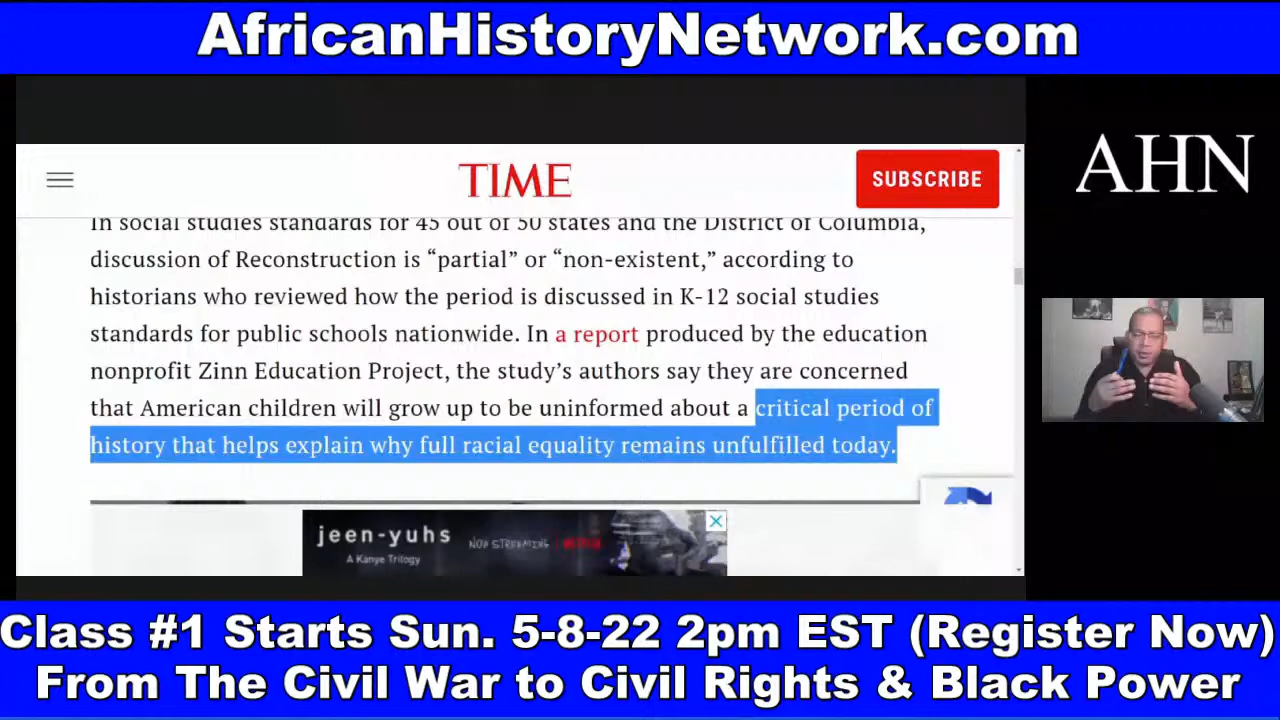 AfricanHistoryNetwork.com
AHN
TIME
SUBSCRIBE
In social studies standards for 45 out of 50 states and the District of Columbia,
discussion of Reconstruction is “partial” or “non-existent,” according to
historians who reviewed how the period is discussed in K-12 social studies
standards for public schools nationwide. In a report produced by the education
nonprofit Zinn Education Project, the study’s authors say they are concerned
that American children will grow up to be uninformed about a critical period of
history that helps explain why full racial equality remains unfulfilled today.
jeen-yuhs
A Kanye Trilogy
NOW STREAMING
NETFLIX
Class #1 Starts Sun. 5-8-22 2pm EST (Register Now)
From The Civil War to Civil Rights & Black Power